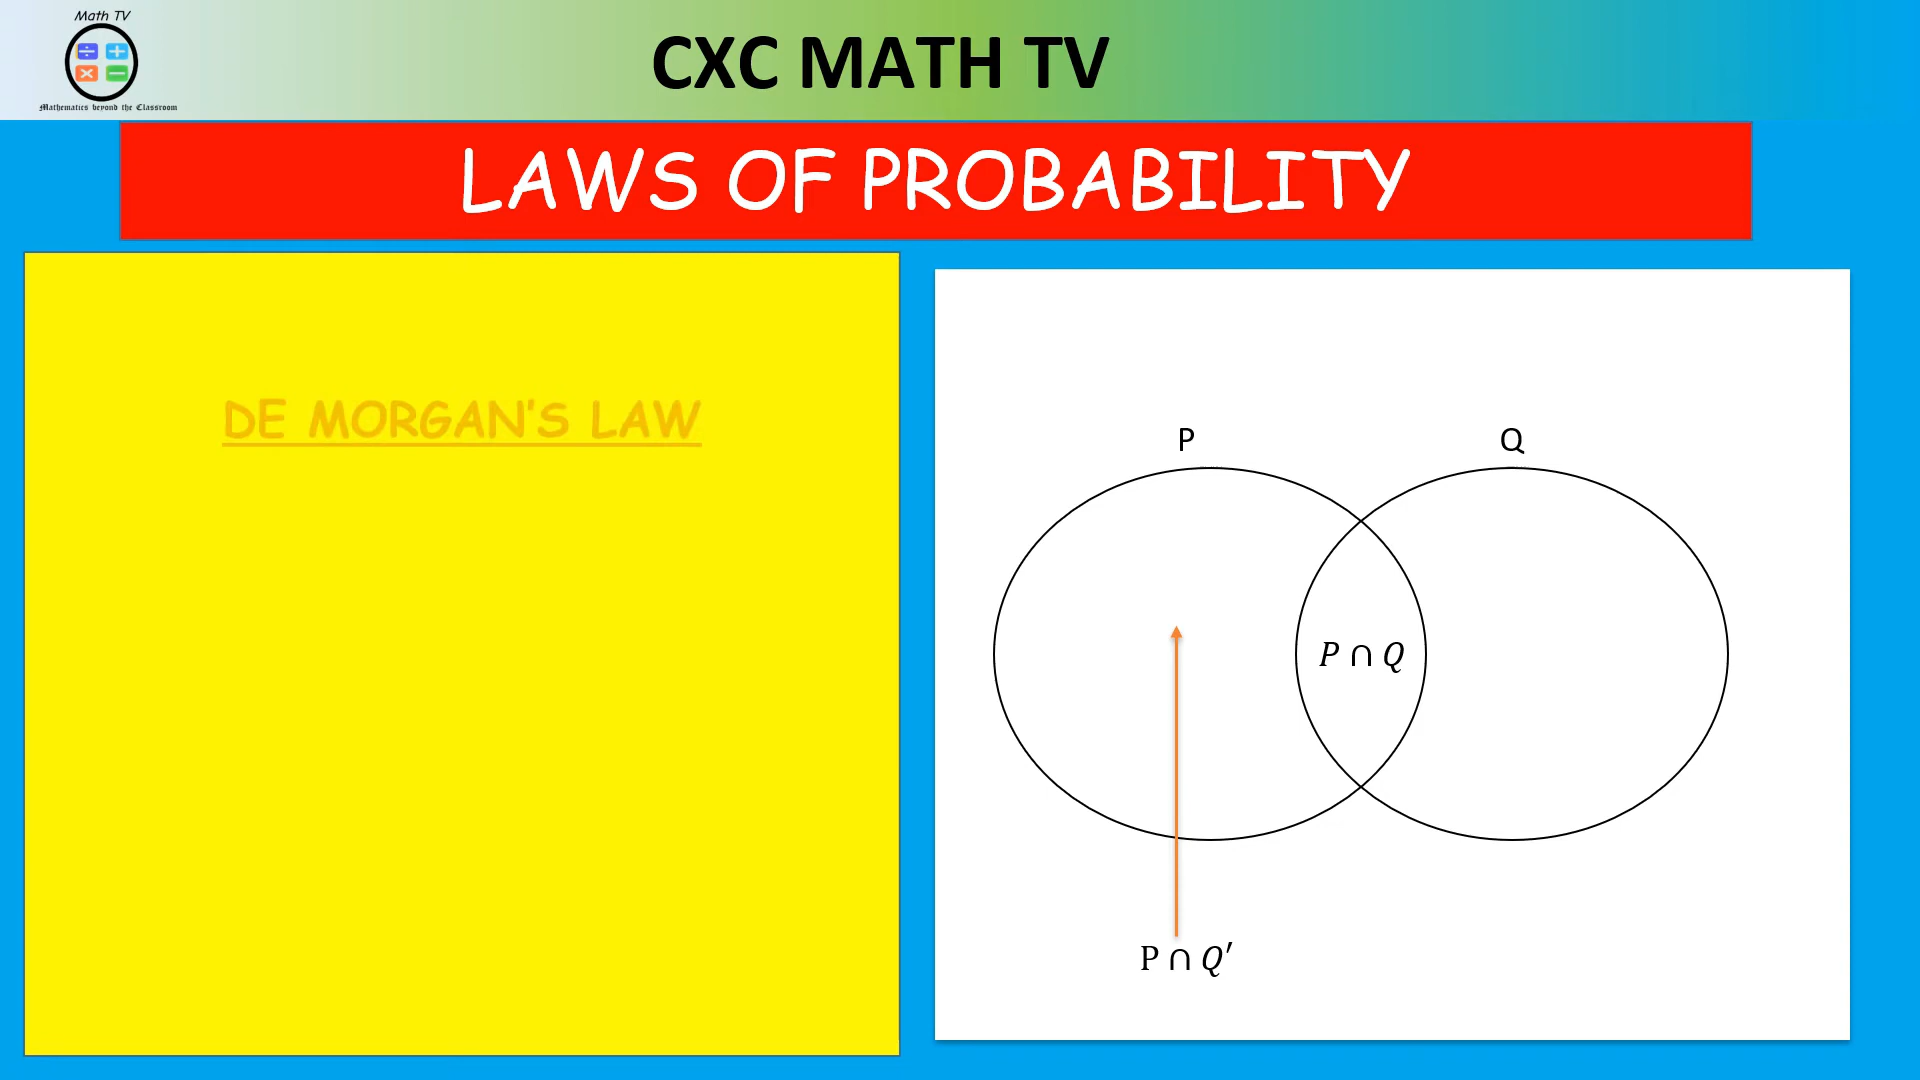 Math TV
Mathematics beyond the Classroom
CXC MATH TV
LAWS OF PROBABILITY
DE MORGAN'S LAW
P Q
P ∩ Q
P ∩ Q′